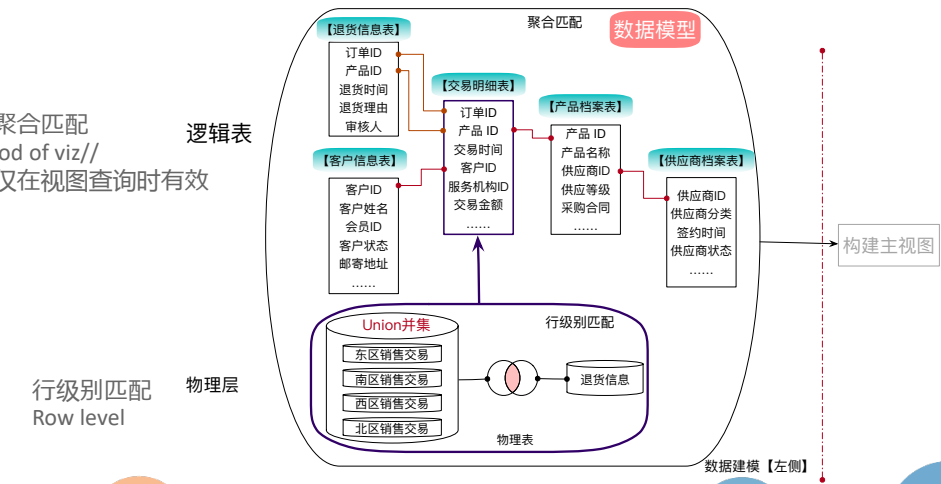 聚合匹配
数据模型
【退货信息表】
订单ID
产品ID
退货时间
退货理由
审核人
【交易明细表】
订单ID
产品 ID
交易时间
客户ID
服务机构ID
交易金额
……
【产品档案表】
产品 ID
产品名称
供应商ID
供应等级
采购合同
……
【供应商档案表】
供应商ID
供应商分类
签约时间
供应商状态
……
【客户信息表】
客户ID
客户姓名
会员ID
客户状态
邮寄地址
……
聚合匹配
od of viz//
仅在视图查询时有效
逻辑表
构建主视图
Union并集
东区销售交易
南区销售交易
西区销售交易
北区销售交易
行级别匹配
退货信息
物理表
行级别匹配
Row level
物理层
数据建模【左侧】